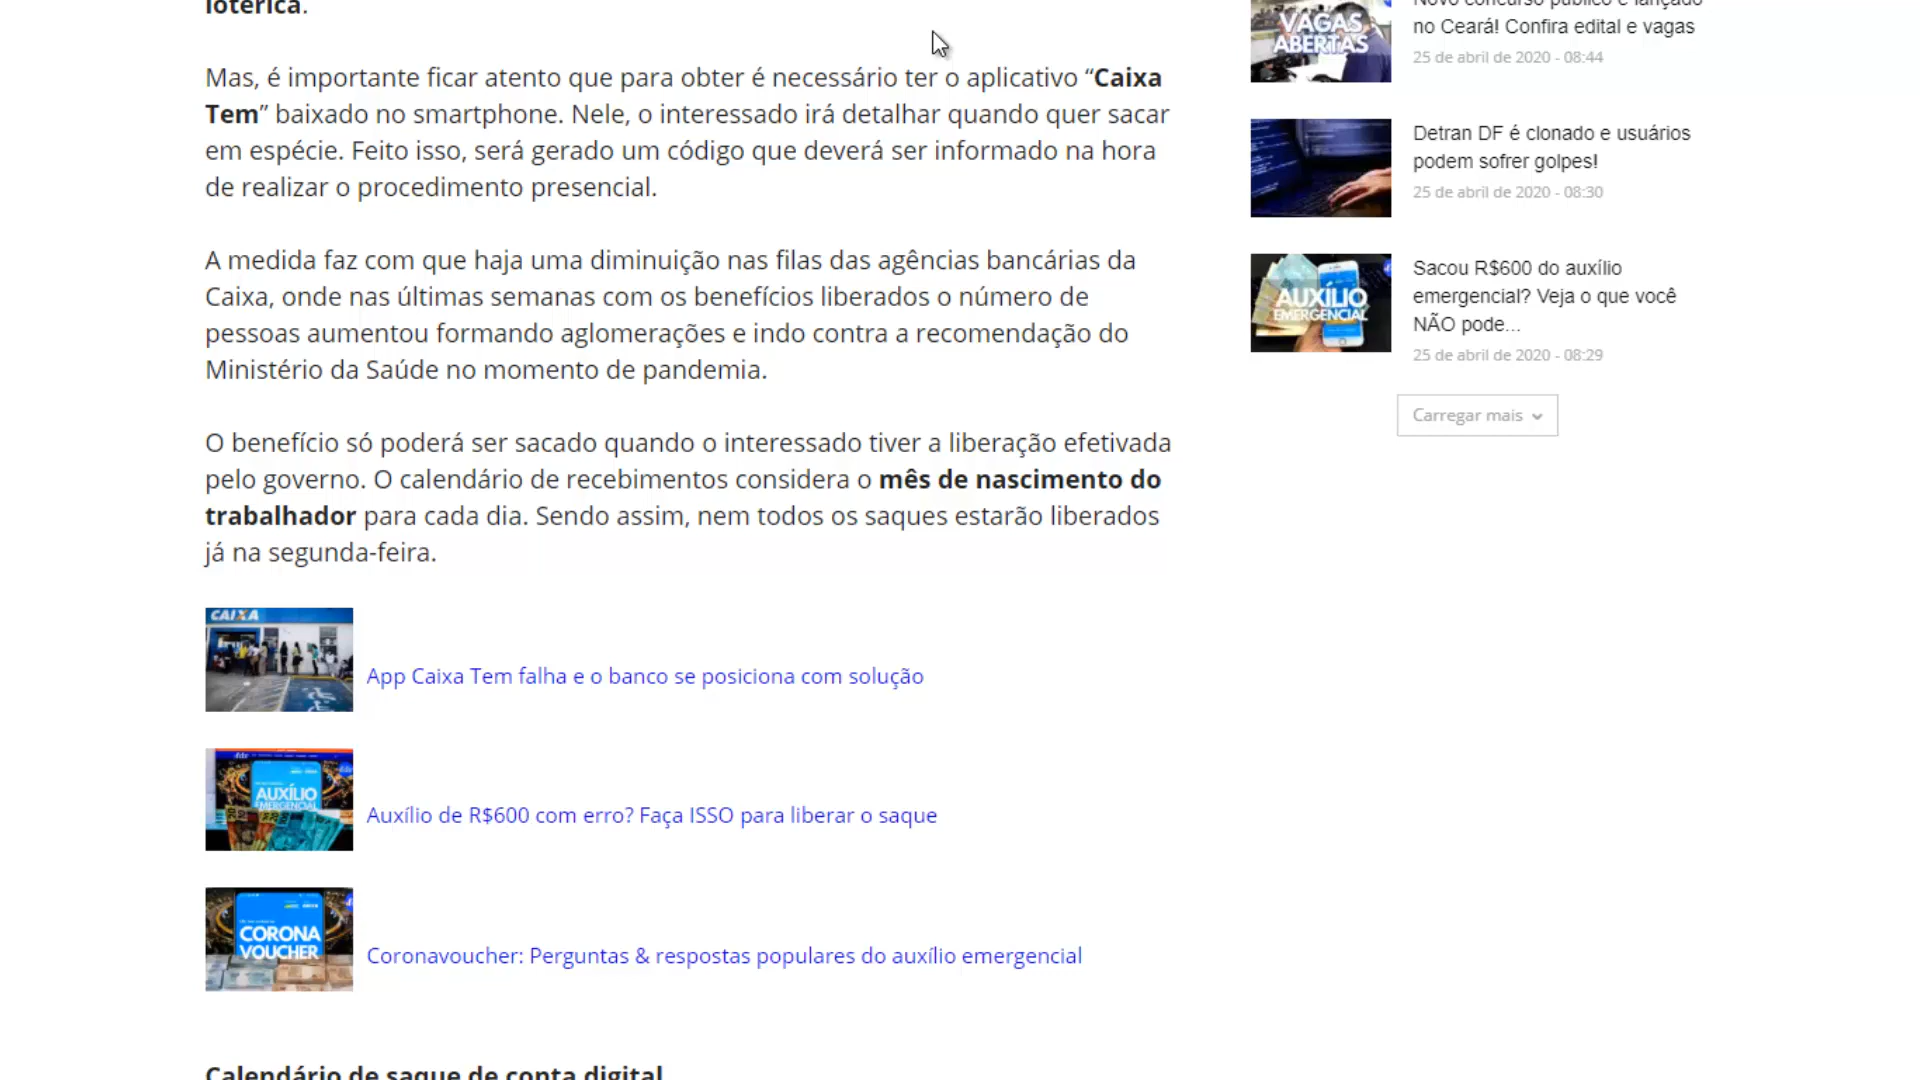 lotérica.
Mas, é importante ficar atento que para obter é necessário ter o aplicativo “Caixa
Tem” baixado no smartphone. Nele, o interessado irá detalhar quando quer sacar
em espécie. Feito isso, será gerado um código que deverá ser informado na hora
de realizar o procedimento presencial.
A medida faz com que haja uma diminuição nas filas das agências bancárias da
Caixa, onde nas últimas semanas com os benefícios liberados o número de
pessoas aumentou formando aglomerações e indo contra a recomendação do
Ministério da Saúde no momento de pandemia.
O benefício só poderá ser sacado quando o interessado tiver a liberação efetivada
pelo governo. O calendário de recebimentos considera o mês de nascimento do
trabalhador para cada dia. Sendo assim, nem todos os saques estarão liberados
já na segunda-feira.
CAIXA
App Caixa Tem falha e o banco se posiciona com solução
AUXÍLIO
EMERGENCIAL
Auxílio de R$600 com erro? Faça ISSO para liberar o saque
CORONA
VOUCHER
Coronavoucher: Perguntas & respostas populares do auxílio emergencial
Calendário de saque de conta digital
VAGAS
ABERTAS
Novo concurso público é lançado
no Ceará! Confira edital e vagas
25 de abril de 2020 - 08:44
Detran DF é clonado e usuários
podem sofrer golpes!
25 de abril de 2020 - 08:30
AUXÍLIO
EMERGENCIAL
Sacou R$600 do auxílio
emergencial? Veja o que você
NÃO pode...
25 de abril de 2020 - 08:29
Carregar mais